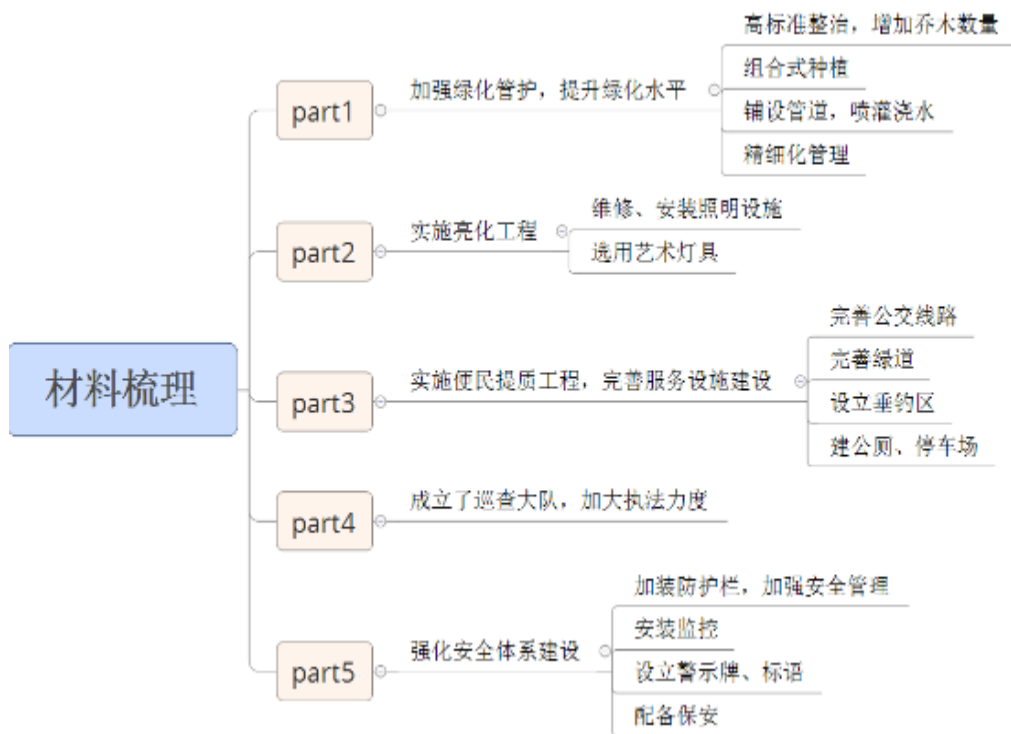 材料梳理
part1
加强绿化管护，提升绿化水平
高标准整治，增加乔木数量
组合式种植
铺设管道，喷灌浇水
精细化管理
part2
实施亮化工程
维修、安装照明设施
选用艺术灯具
part3
实施便民提质工程，完善服务设施建设
完善公交线路
完善绿道
设立垂钓区
建公厕、停车场
part4
成立了巡查大队，加大执法力度
part5
强化安全体系建设
加装防护栏，加强安全管理
安装监控
设立警示牌、标语
配备保安